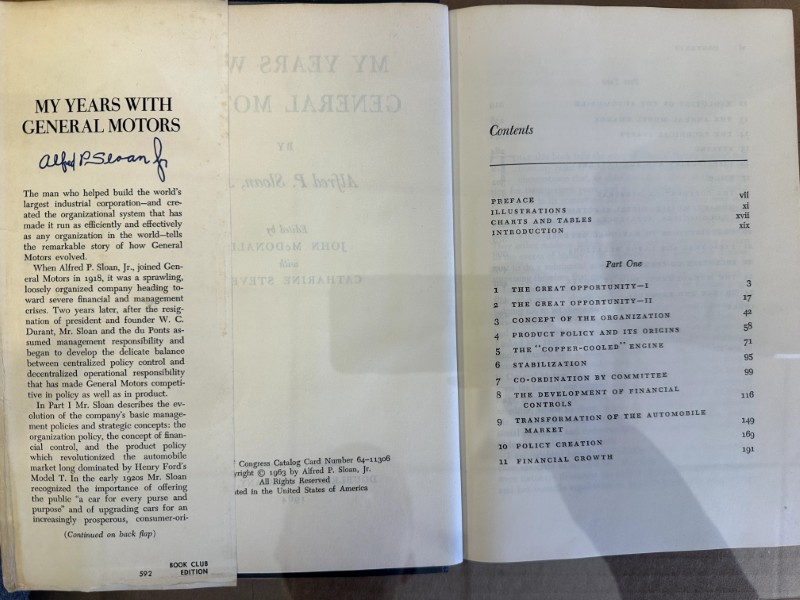 MY YEARS WITH
GENERAL MOTORS
Alfred P. Sloan Jr
The man who helped build the world's
largest industrial corporation—and cre-
ated the organizational system that has
made it run as efficiently and effectively
as any organization in the world—tells
the remarkable story of how General
Motors evolved.
When Alfred P. Sloan, Jr., joined Gen-
eral Motors in 1918, it was a sprawling,
loosely organized company heading to-
ward severe financial and management
crises. Two years later, after the resig-
nation of president and founder W. C.
Durant, Mr. Sloan and the du Ponts as-
sumed management responsibility and
began to develop the delicate balance
between centralized policy control and
decentralized operational responsibility
that has made General Motors competi-
tive in policy as well as in product.
In Part I Mr. Sloan describes the ev-
olution of the company's basic manage-
ment policies and strategic concepts: the
organization policy, the concept of finan-
cial control, and the product policy
which revolutionized the automobile
market long dominated by Henry Ford's
Model T. In the early 1920s Mr. Sloan
recognized the importance of offering
the public "a car for every purse and
purpose" and of upgrading cars for an
increasingly prosperous, consumer-ori-
(Continued on back flap)
592
BOOK CLUB
EDITION
MY YEARS W
GENERAL MO
BY
Alfred P. Sloan, J
Edited by
JOHN McDONALD
with
CATHARINE STEVE
Congress Catalog Card Number 64–11306
yright © 1963 by Alfred P. Sloan, Jr.
All Rights Reserved
ted in the United States of America
Contents
PREFACE vii
ILLUSTRATIONS xi
CHARTS AND TABLES xvii
INTRODUCTION xix
Part One
1 THE GREAT OPPORTUNITY—I 3
2 THE GREAT OPPORTUNITY—II 17
3 CONCEPT OF THE ORGANIZATION 42
4 PRODUCT POLICY AND ITS ORIGINS 58
5 THE "COPPER-COOLED" ENGINE 71
6 STABILIZATION 95
7 CO-ORDINATION BY COMMITTEE 99
8 THE DEVELOPMENT OF FINANCIAL
CONTROLS 116
9 TRANSFORMATION OF THE AUTOMOBILE
MARKET 149
10 POLICY CREATION 169
11 FINANCIAL GROWTH 191